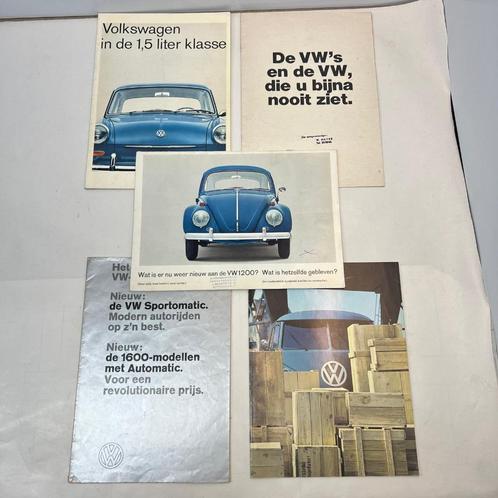 Volkswagen
in de 1,5 liter klasse
De VW's
en de VW,
die u bijna
nooit ziet.
Wat is er nu weer nieuw aan de VW1200? Wat is hetzelfde gebleven?
Het
VW
Nieuw:
de VW Sportomatic.
Modern autorijden
op z'n best.
Nieuw:
de 1600-modellen
met Automatic.
Voor een
revolutionaire prijs.